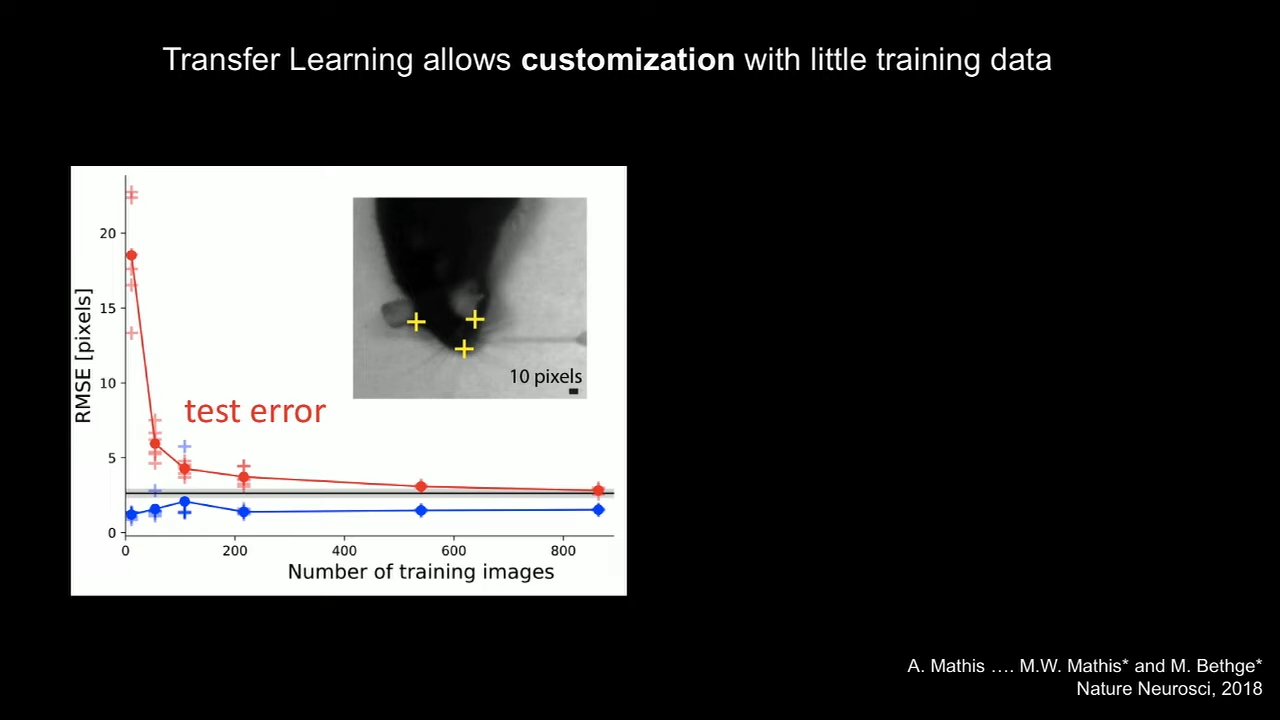 Transfer Learning allows customization with little training data
20
15
10
5
0
RMSE [pixels]
test error
10 pixels
0 200 400 600 800
Number of training images
A. Mathis …. M.W. Mathis* and M. Bethge*
Nature Neurosci, 2018